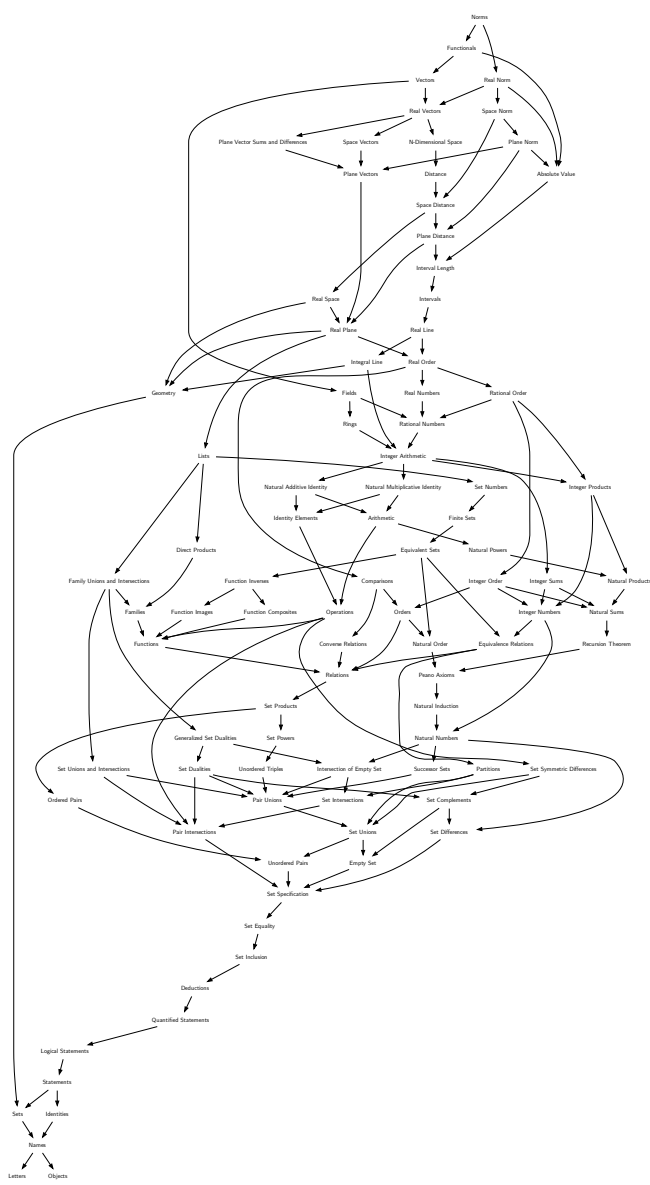 Norms
Functionals
Vectors
Real Norm
Real Vectors
Space Norm
Plane Vector Sums and Differences
Space Vectors
N-Dimensional Space
Plane Norm
Plane Vectors
Distance
Absolute Value
Space Distance
Plane Distance
Interval Length
Real Space
Intervals
Real Plane
Real Line
Integral Line
Real Order
Geometry
Fields
Real Numbers
Rational Order
Rings
Rational Numbers
Lists
Integer Arithmetic
Natural Additive Identity
Natural Multiplicative Identity
Set Numbers
Integer Products
Identity Elements
Arithmetic
Finite Sets
Direct Products
Equivalent Sets
Natural Powers
Family Unions and Intersections
Function Inverses
Comparisons
Integer Order
Integer Sums
Natural Products
Families
Function Images
Function Composites
Operations
Orders
Integer Numbers
Natural Sums
Functions
Converse Relations
Natural Order
Equivalence Relations
Recursion Theorem
Relations
Peano Axioms
Set Products
Natural Induction
Generalized Set Dualities
Set Powers
Natural Numbers
Set Unions and Intersections
Set Dualities
Unordered Triples
Intersection of Empty Set
Successor Sets
Partitions
Set Symmetric Differences
Ordered Pairs
Pair Unions
Set Intersections
Set Complements
Pair Intersections
Set Unions
Set Differences
Unordered Pairs
Empty Set
Set Specification
Set Equality
Set Inclusion
Deductions
Quantified Statements
Logical Statements
Statements
Sets
Identities
Names
Letters
Objects